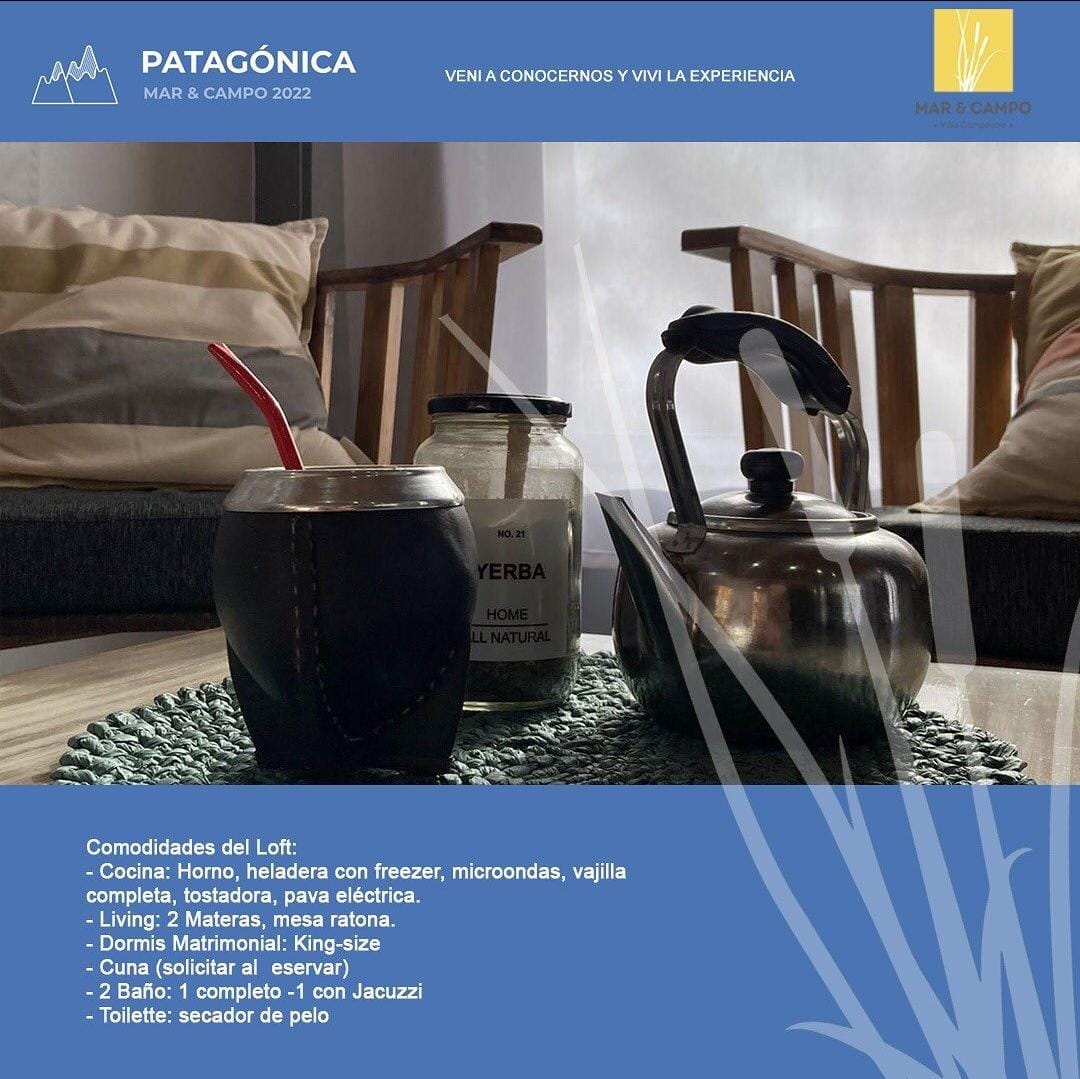 PATAGÓNICA
MAR & CAMPO 2022
VENI A CONOCERNOS Y VIVI LA EXPERIENCIA
MAR & CAMPO
• Villa Campestre •
NO. 21
YERBA
HOME
LL NATURAL
Comodidades del Loft:
- Cocina: Horno, heladera con freezer, microondas, vajilla
completa, tostadora, pava eléctrica.
- Living: 2 Materas, mesa ratona.
- Dormis Matrimonial: King-size
- Cuna (solicitar al eservar)
- 2 Baño: 1 completo -1 con Jacuzzi
- Toilette: secador de pelo